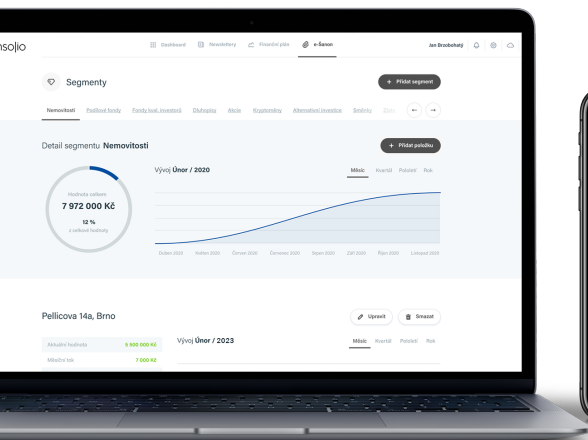 nsolio
Dashboard Newslettery Finanční plán e-Šanon Jan Brzobohatý
Segmenty + Přidat segment
Nemovitosti Podílové fondy Fondy kval. investorů Dluhopisy Akcie Kryptoměny Alternativní investice Směnky
Detail segmentu Nemovitosti + Přidat položku
Vývoj Únor / 2020 Měsíc Kvartál Pololetí Rok
Hodnota celkem
7 972 000 Kč
12 %
z celkové hodnoty
Duben 2020 Květen 2020 Červen 2020 Červenec 2020 Srpen 2020 Září 2020 Říjen 2020 Listopad 2020
Pellicova 14a, Brno Upravit Smazat
Vývoj Únor / 2023 Měsíc Kvartál Pololetí Rok
Aktuální hodnota 5 900 000 Kč
Měsíční tok 7 060 Kč